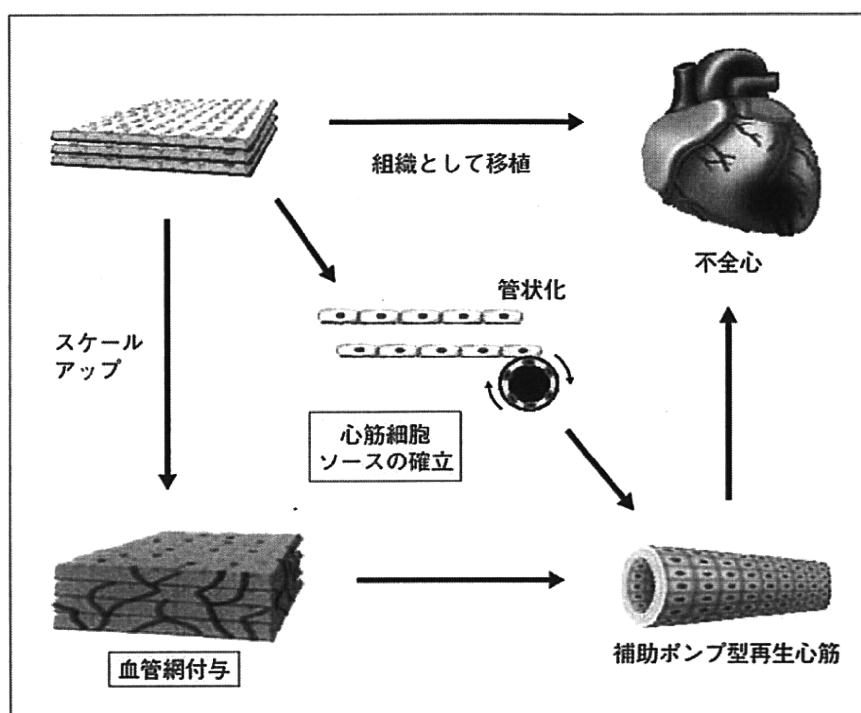 組織として移植
不全心
管状化
スケール
アップ
心筋細胞
ソースの確立
血管網付与
補助ポンプ型再生心筋